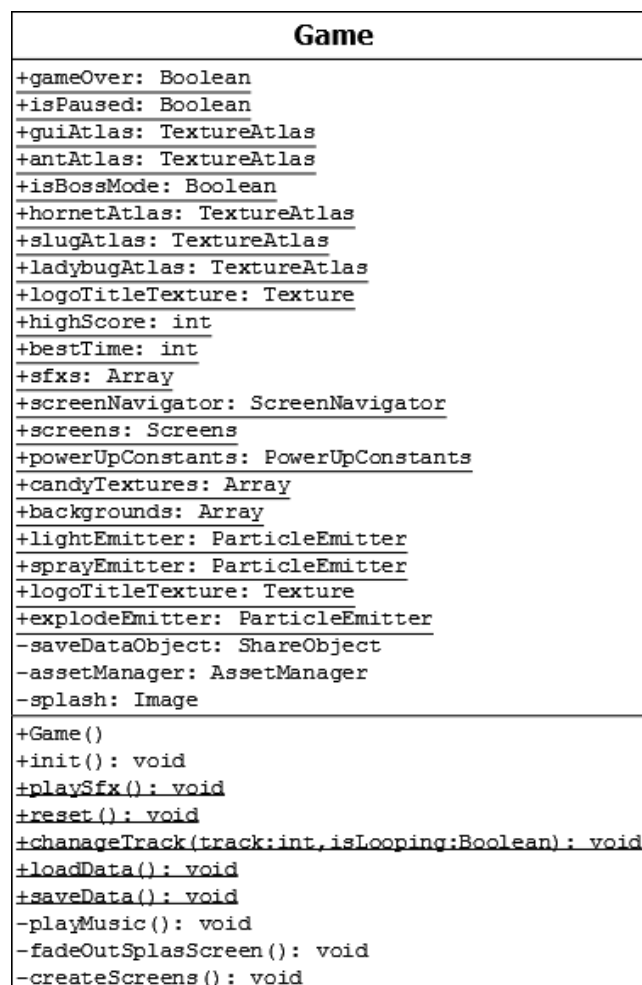 Game
+gameOver: Boolean
+isPaused: Boolean
+guiAtlas: TextureAtlas
+antAtlas: TextureAtlas
+isBossMode: Boolean
+hornetAtlas: TextureAtlas
+slugAtlas: TextureAtlas
+ladybugAtlas: TextureAtlas
+logoTitleTexture: Texture
+highScore: int
+bestTime: int
+sfxs: Array
+screenNavigator: ScreenNavigator
+screens: Screens
+powerUpConstants: PowerUpConstants
+candyTextures: Array
+backgrounds: Array
+lightEmitter: ParticleEmitter
+sprayEmitter: ParticleEmitter
+logoTitleTexture: Texture
+explodeEmitter: ParticleEmitter
-saveDataObject: ShareObject
-assetManager: AssetManager
-splash: Image
+Game()
+init(): void
+playSfx(): void
+reset(): void
+chanageTrack(track:int,isLooping:Boolean): void
+loadData(): void
+saveData(): void
-playMusic(): void
-fadeOutSplasScreen(): void
-createScreens(): void